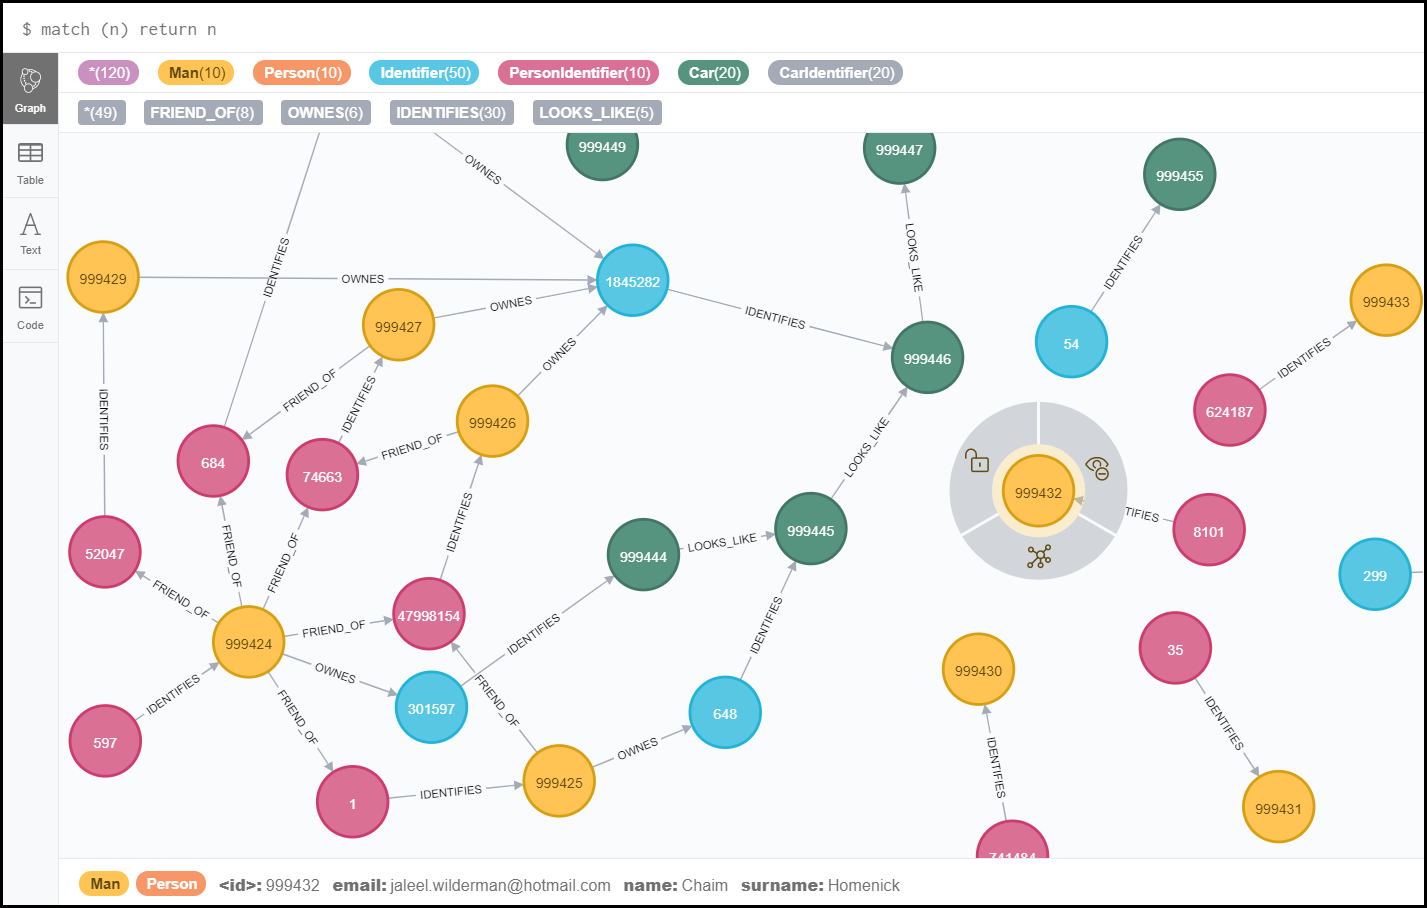 $ match (n) return n
Graph
Table
Text
Code
*(120) Man(10) Person(10) Identifier(50) PersonIdentifier(10) Car(20) CarIdentifier(20)
*(49) FRIEND_OF(8) OWNES(6) IDENTIFIES(30) LOOKS_LIKE(5)
999449
999447
999455
OWNES
IDENTIFIES
LOOKS_LIKE
IDENTIFIES
999429
OWNES
1845282
999433
999427
OWNES
IDENTIFIES
54
IDENTIFIES
OWNES
999446
FRIEND_OF
IDENTIFIES
IDENTIFIES
999426
624187
FRIEND_OF
LOOKS_LIKE
684
74663
999432
IDENTIFIES
TIFIES
8101
52047
FRIEND_OF
FRIEND_OF
999444
LOOKS_LIKE
999445
299
FRIEND_OF
47998154
IDENTIFIES
IDENTIFIES
999424
FRIEND_OF
35
OWNES
999430
IDENTIFIES
FRIEND_OF
301597
FRIEND_OF
648
IDENTIFIES
597
OWNES
IDENTIFIES
999425
1
IDENTIFIES
999431
741484
Man Person <id>: 999432 email: jaleel.wilderman@hotmail.com name: Chaim surname: Homenick